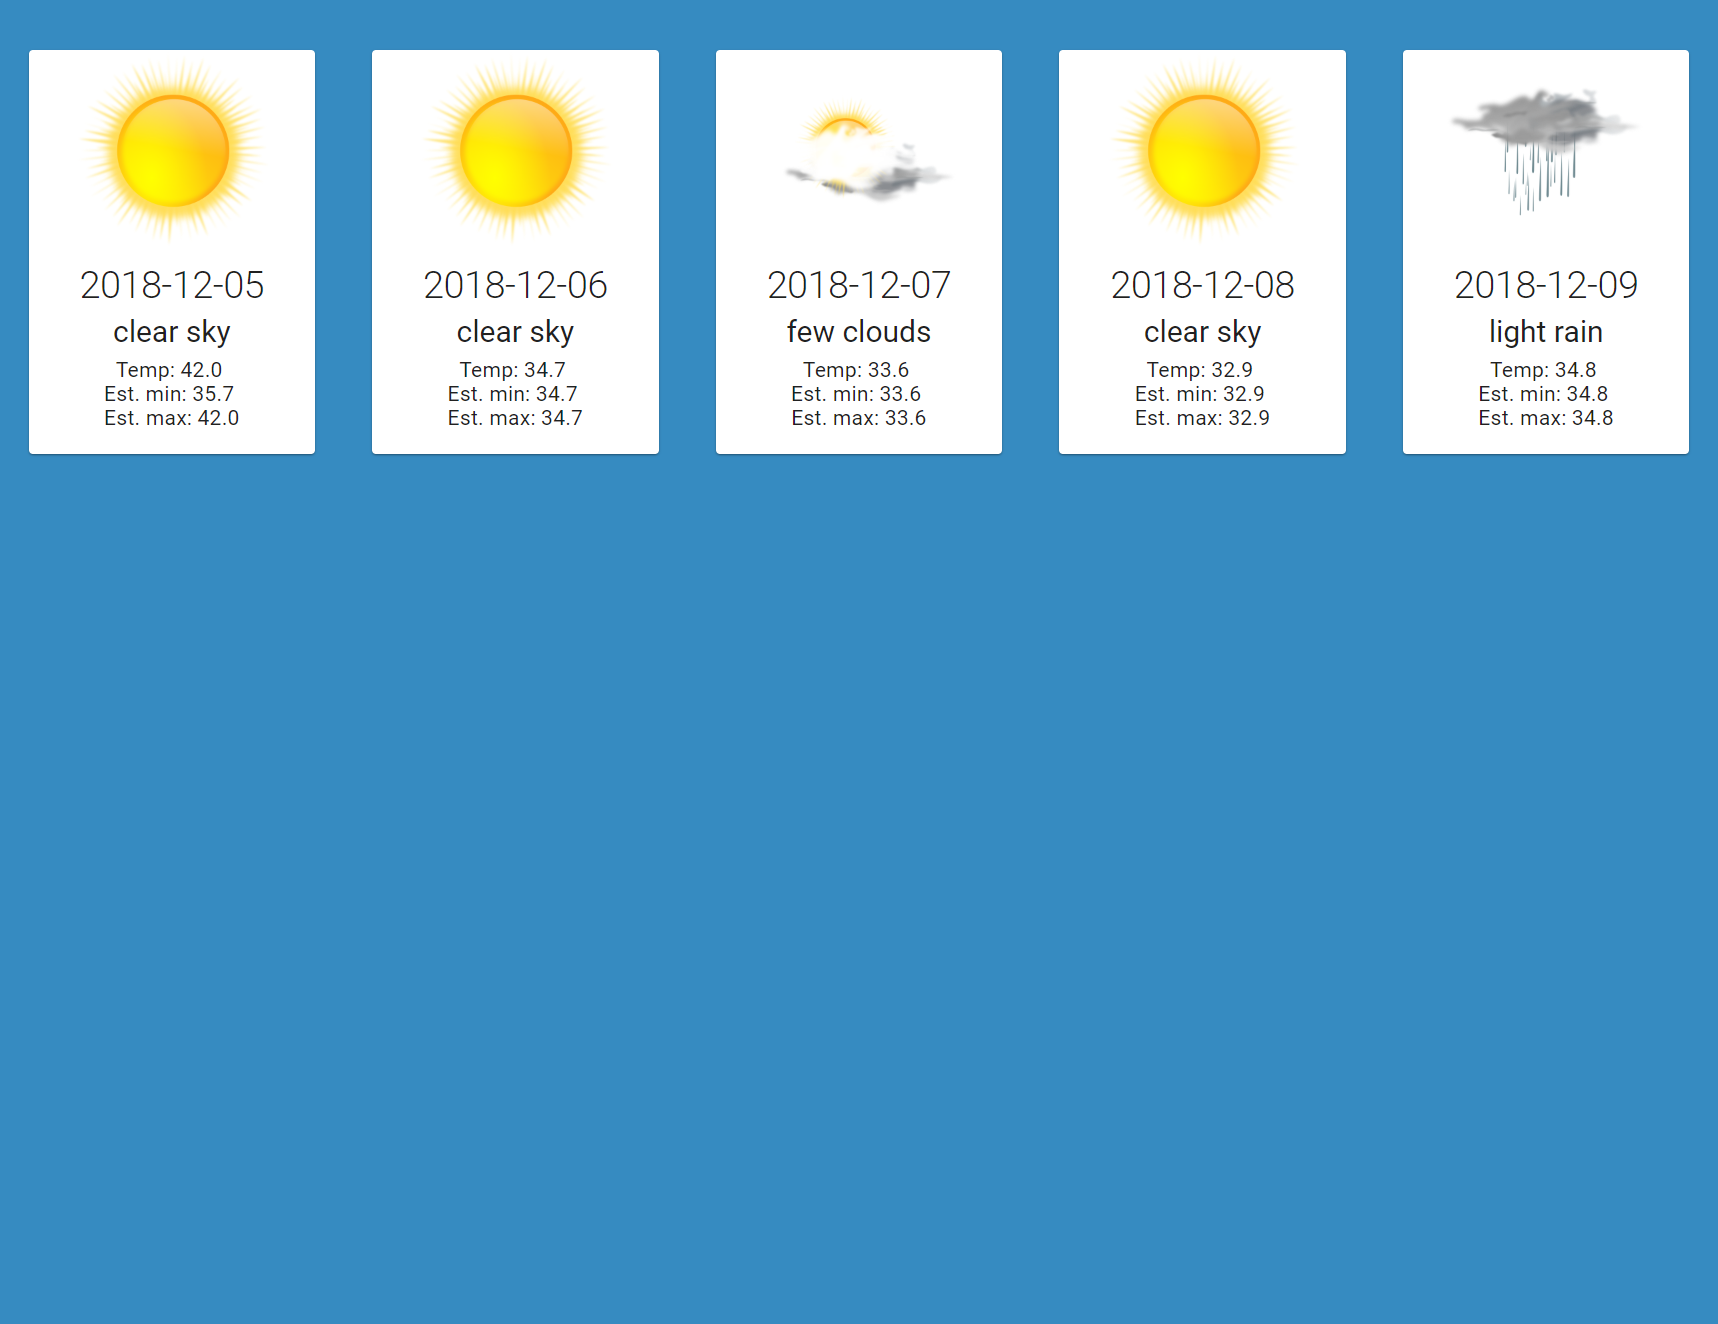 2018-12-05
clear sky
Temp: 42.0
Est. min: 35.7
Est. max: 42.0
2018-12-06
clear sky
Temp: 34.7
Est. min: 34.7
Est. max: 34.7
2018-12-07
few clouds
Temp: 33.6
Est. min: 33.6
Est. max: 33.6
2018-12-08
clear sky
Temp: 32.9
Est. min: 32.9
Est. max: 32.9
2018-12-09
light rain
Temp: 34.8
Est. min: 34.8
Est. max: 34.8